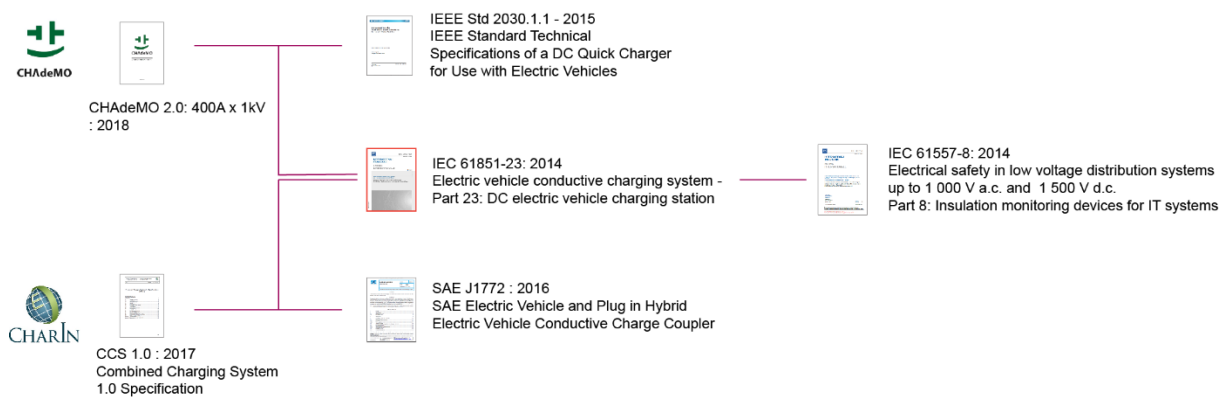 CHAdeMO
CHAdeMO 2.0: 400A x 1kV
: 2018
IEEE Std 2030.1.1 - 2015
IEEE Standard Technical
Specifications of a DC Quick Charger
for Use with Electric Vehicles
IEC 61851-23: 2014
Electric vehicle conductive charging system -
Part 23: DC electric vehicle charging station
IEC 61557-8: 2014
Electrical safety in low voltage distribution systems
up to 1 000 V a.c. and 1 500 V d.c.
Part 8: Insulation monitoring devices for IT systems
CHARIN
CCS 1.0 : 2017
Combined Charging System
1.0 Specification
SAE J1772 : 2016
SAE Electric Vehicle and Plug in Hybrid
Electric Vehicle Conductive Charge Coupler